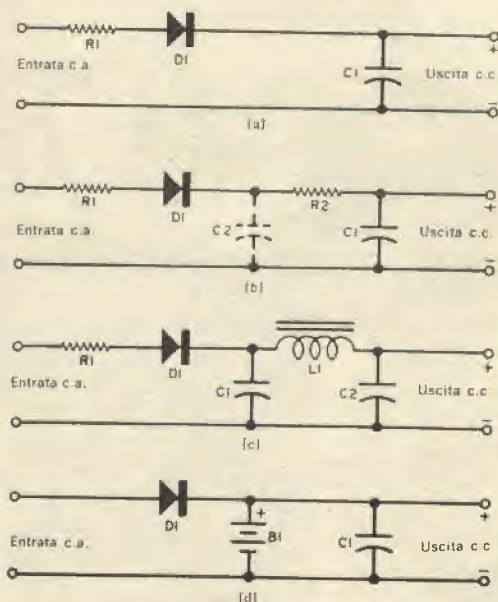 R1
D1
+
Entrata c.a.
C1
Uscita c.c.
(a)
R1
D1
R2
+
Entrata c.a.
C2
C1
Uscita c.c.
(b)
R1
D1
L1
+
Entrata c.a.
C1
C2
Uscita c.c.
(c)
D1
+
+
Entrata c.a.
B1
C1
Uscita c.c
(d)